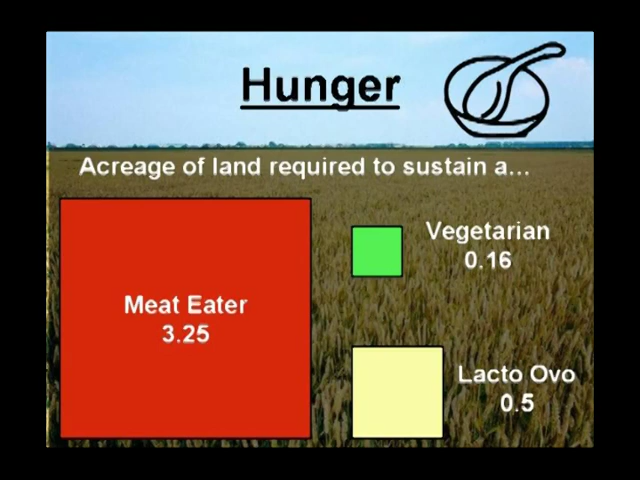 Hunger
Acreage of land required to sustain a...
Meat Eater
3.25
Vegetarian
0.16
Lacto Ovo
0.5